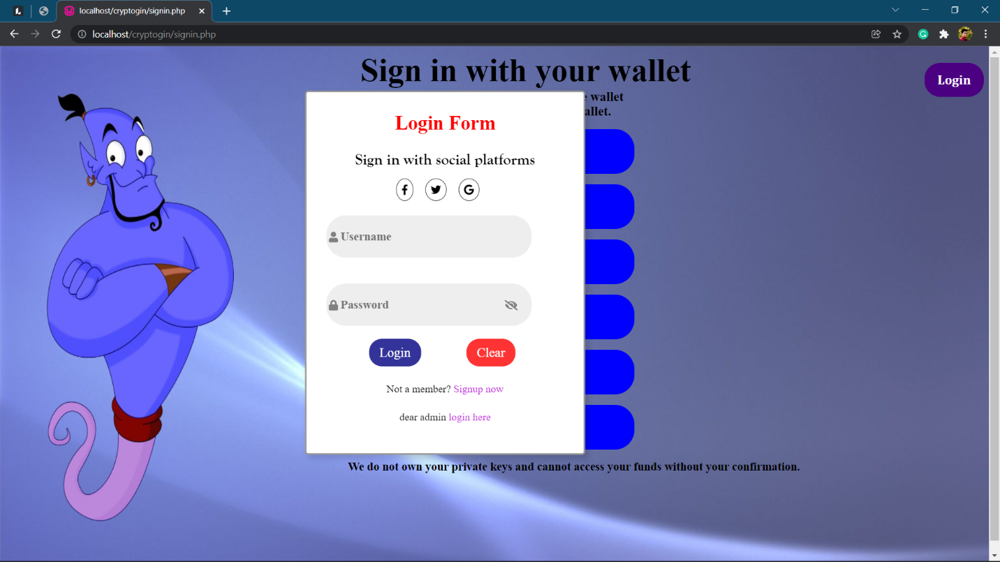 localhost/cryptogin/signin.php
localhost/cryptogin/signin.php
Sign in with your wallet
Login
wallet
allet.
Login Form
Sign in with social platforms
Username
Password
Login Clear
Not a member? Signup now
dear admin login here
We do not own your private keys and cannot access your funds without your confirmation.